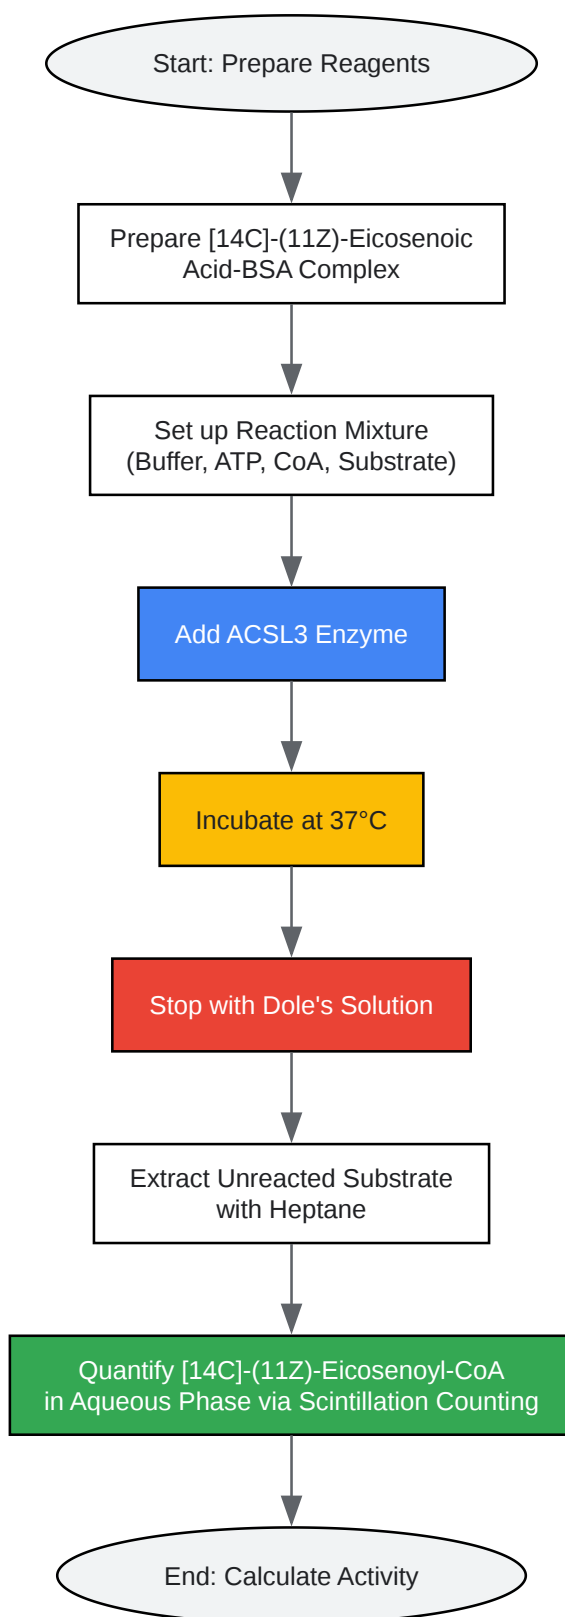 Start: Prepare Reagents
Prepare [14C]-(11Z)-Eicosenoic
Acid-BSA Complex
Set up Reaction Mixture
(Buffer, ATP, CoA, Substrate)
Add ACSL3 Enzyme
Incubate at 37°C
Stop with Dole's Solution
Extract Unreacted Substrate
with Heptane
Quantify [14C]-(11Z)-Eicosenoyl-CoA
in Aqueous Phase via Scintillation Counting
End: Calculate Activity